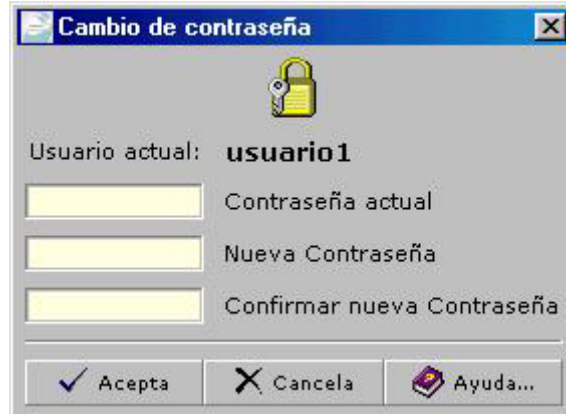 Cambio de contraseña
Usuario actual: usuario1
Contraseña actual
Nueva Contraseña
Confirmar nueva Contraseña
Acepta Cancela Ayuda...